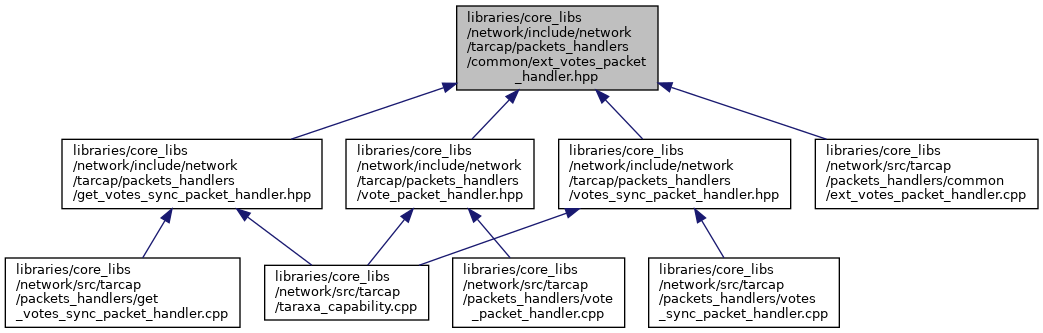 libraries/core_libs
/network/include/network
/tarcap/packets_handlers
/common/ext_votes_packet
_handler.hpp
libraries/core_libs
/network/include/network
/tarcap/packets_handlers
/get_votes_sync_packet_handler.hpp
libraries/core_libs
/network/include/network
/tarcap/packets_handlers
/vote_packet_handler.hpp
libraries/core_libs
/network/include/network
/tarcap/packets_handlers
/votes_sync_packet_handler.hpp
libraries/core_libs
/network/src/tarcap
/packets_handlers/common
/ext_votes_packet_handler.cpp
libraries/core_libs
/network/src/tarcap
/packets_handlers/get
_votes_sync_packet_handler.cpp
libraries/core_libs
/network/src/tarcap
/taraxa_capability.cpp
libraries/core_libs
/network/src/tarcap
/packets_handlers/vote
_packet_handler.cpp
libraries/core_libs
/network/src/tarcap
/packets_handlers/votes
_sync_packet_handler.cpp